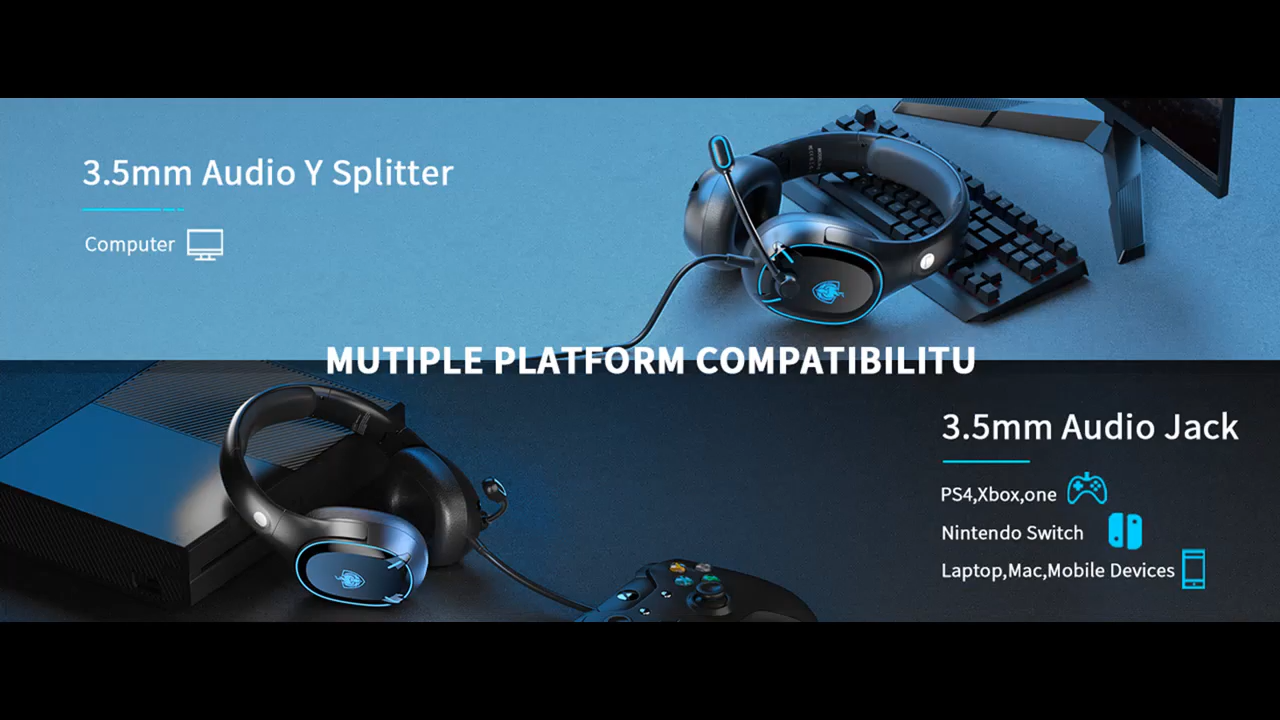 3.5mm Audio Y Splitter
Computer
MUTIPLE PLATFORM COMPATIBILITU
3.5mm Audio Jack
PS4,Xbox,one
Nintendo Switch
Laptop,Mac,Mobile Devices